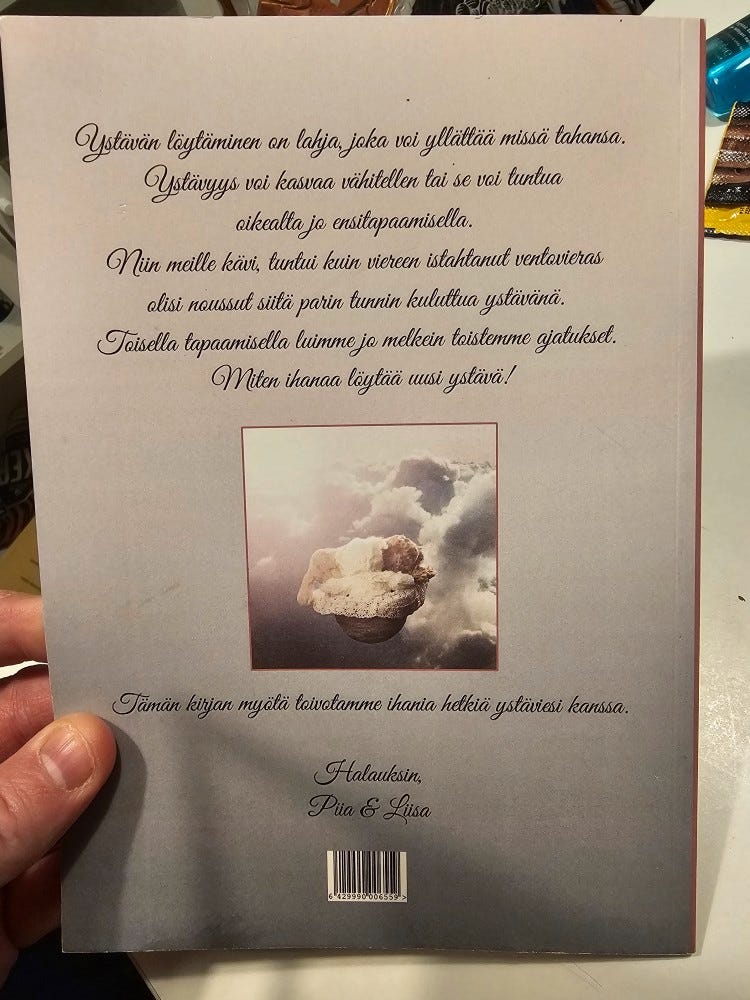 Ystävän löytäminen on lahja, joka voi yllättää missä tahansa.
Ystävyys voi kasvaa vähitellen tai se voi tuntua
oikealta jo ensitapaamisella.
Niin meille kävi, tuntui kuin viereen istahtanut ventovieras
olisi noussut siitä parin tunnin kuluttua ystävänä.
Toisella tapaamisella luimme jo melkein toistemme ajatukset.
Miten ihanaa löytää uusi ystävä!
Tämän kirjan myötä toivotamme ihania hetkiä ystäviesi kanssa.
Halauksin,
Piia & Liisa
6 429990 006559 >